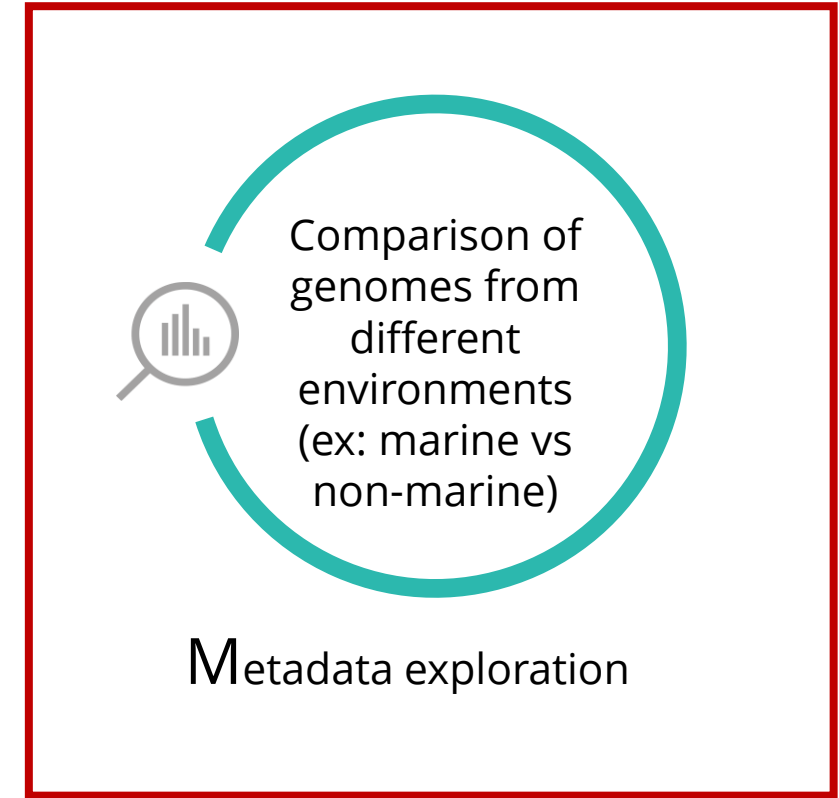 Comparison of
genomes from
different
environments
(ex: marine vs
non-marine)
Metadata exploration